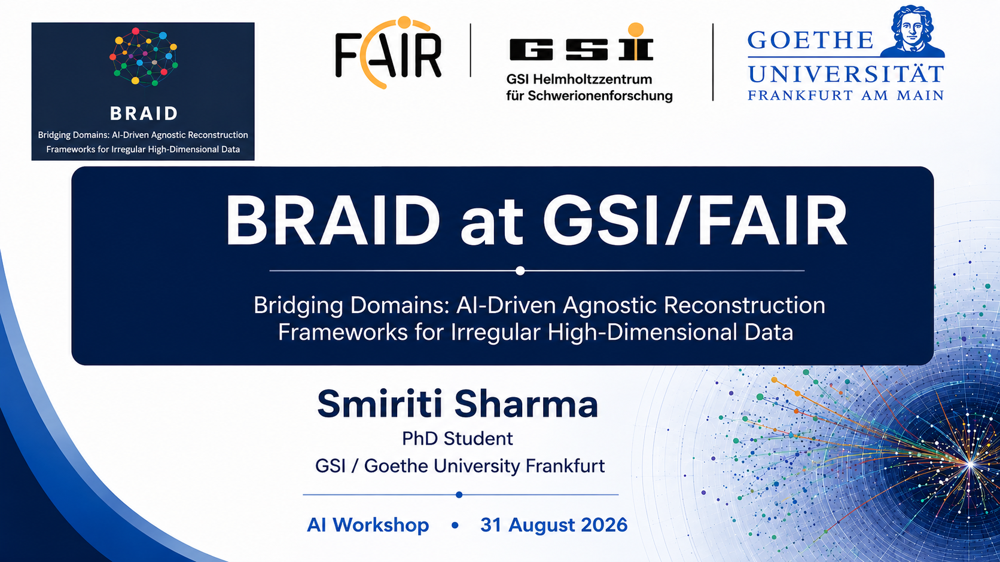 BRAID
Bridging Domains: AI-Driven Agnostic Reconstruction
Frameworks for Irregular High-Dimensional Data
FAIR
GSI
GSI Helmholtzzentrum
für Schwerionenforschung
GOETHE
UNIVERSITÄT
FRANKFURT AM MAIN
BRAID at GSI/FAIR
Bridging Domains: AI-Driven Agnostic Reconstruction
Frameworks for Irregular High-Dimensional Data
Smiriti Sharma
PhD Student
GSI / Goethe University Frankfurt
AI Workshop • 31 August 2026